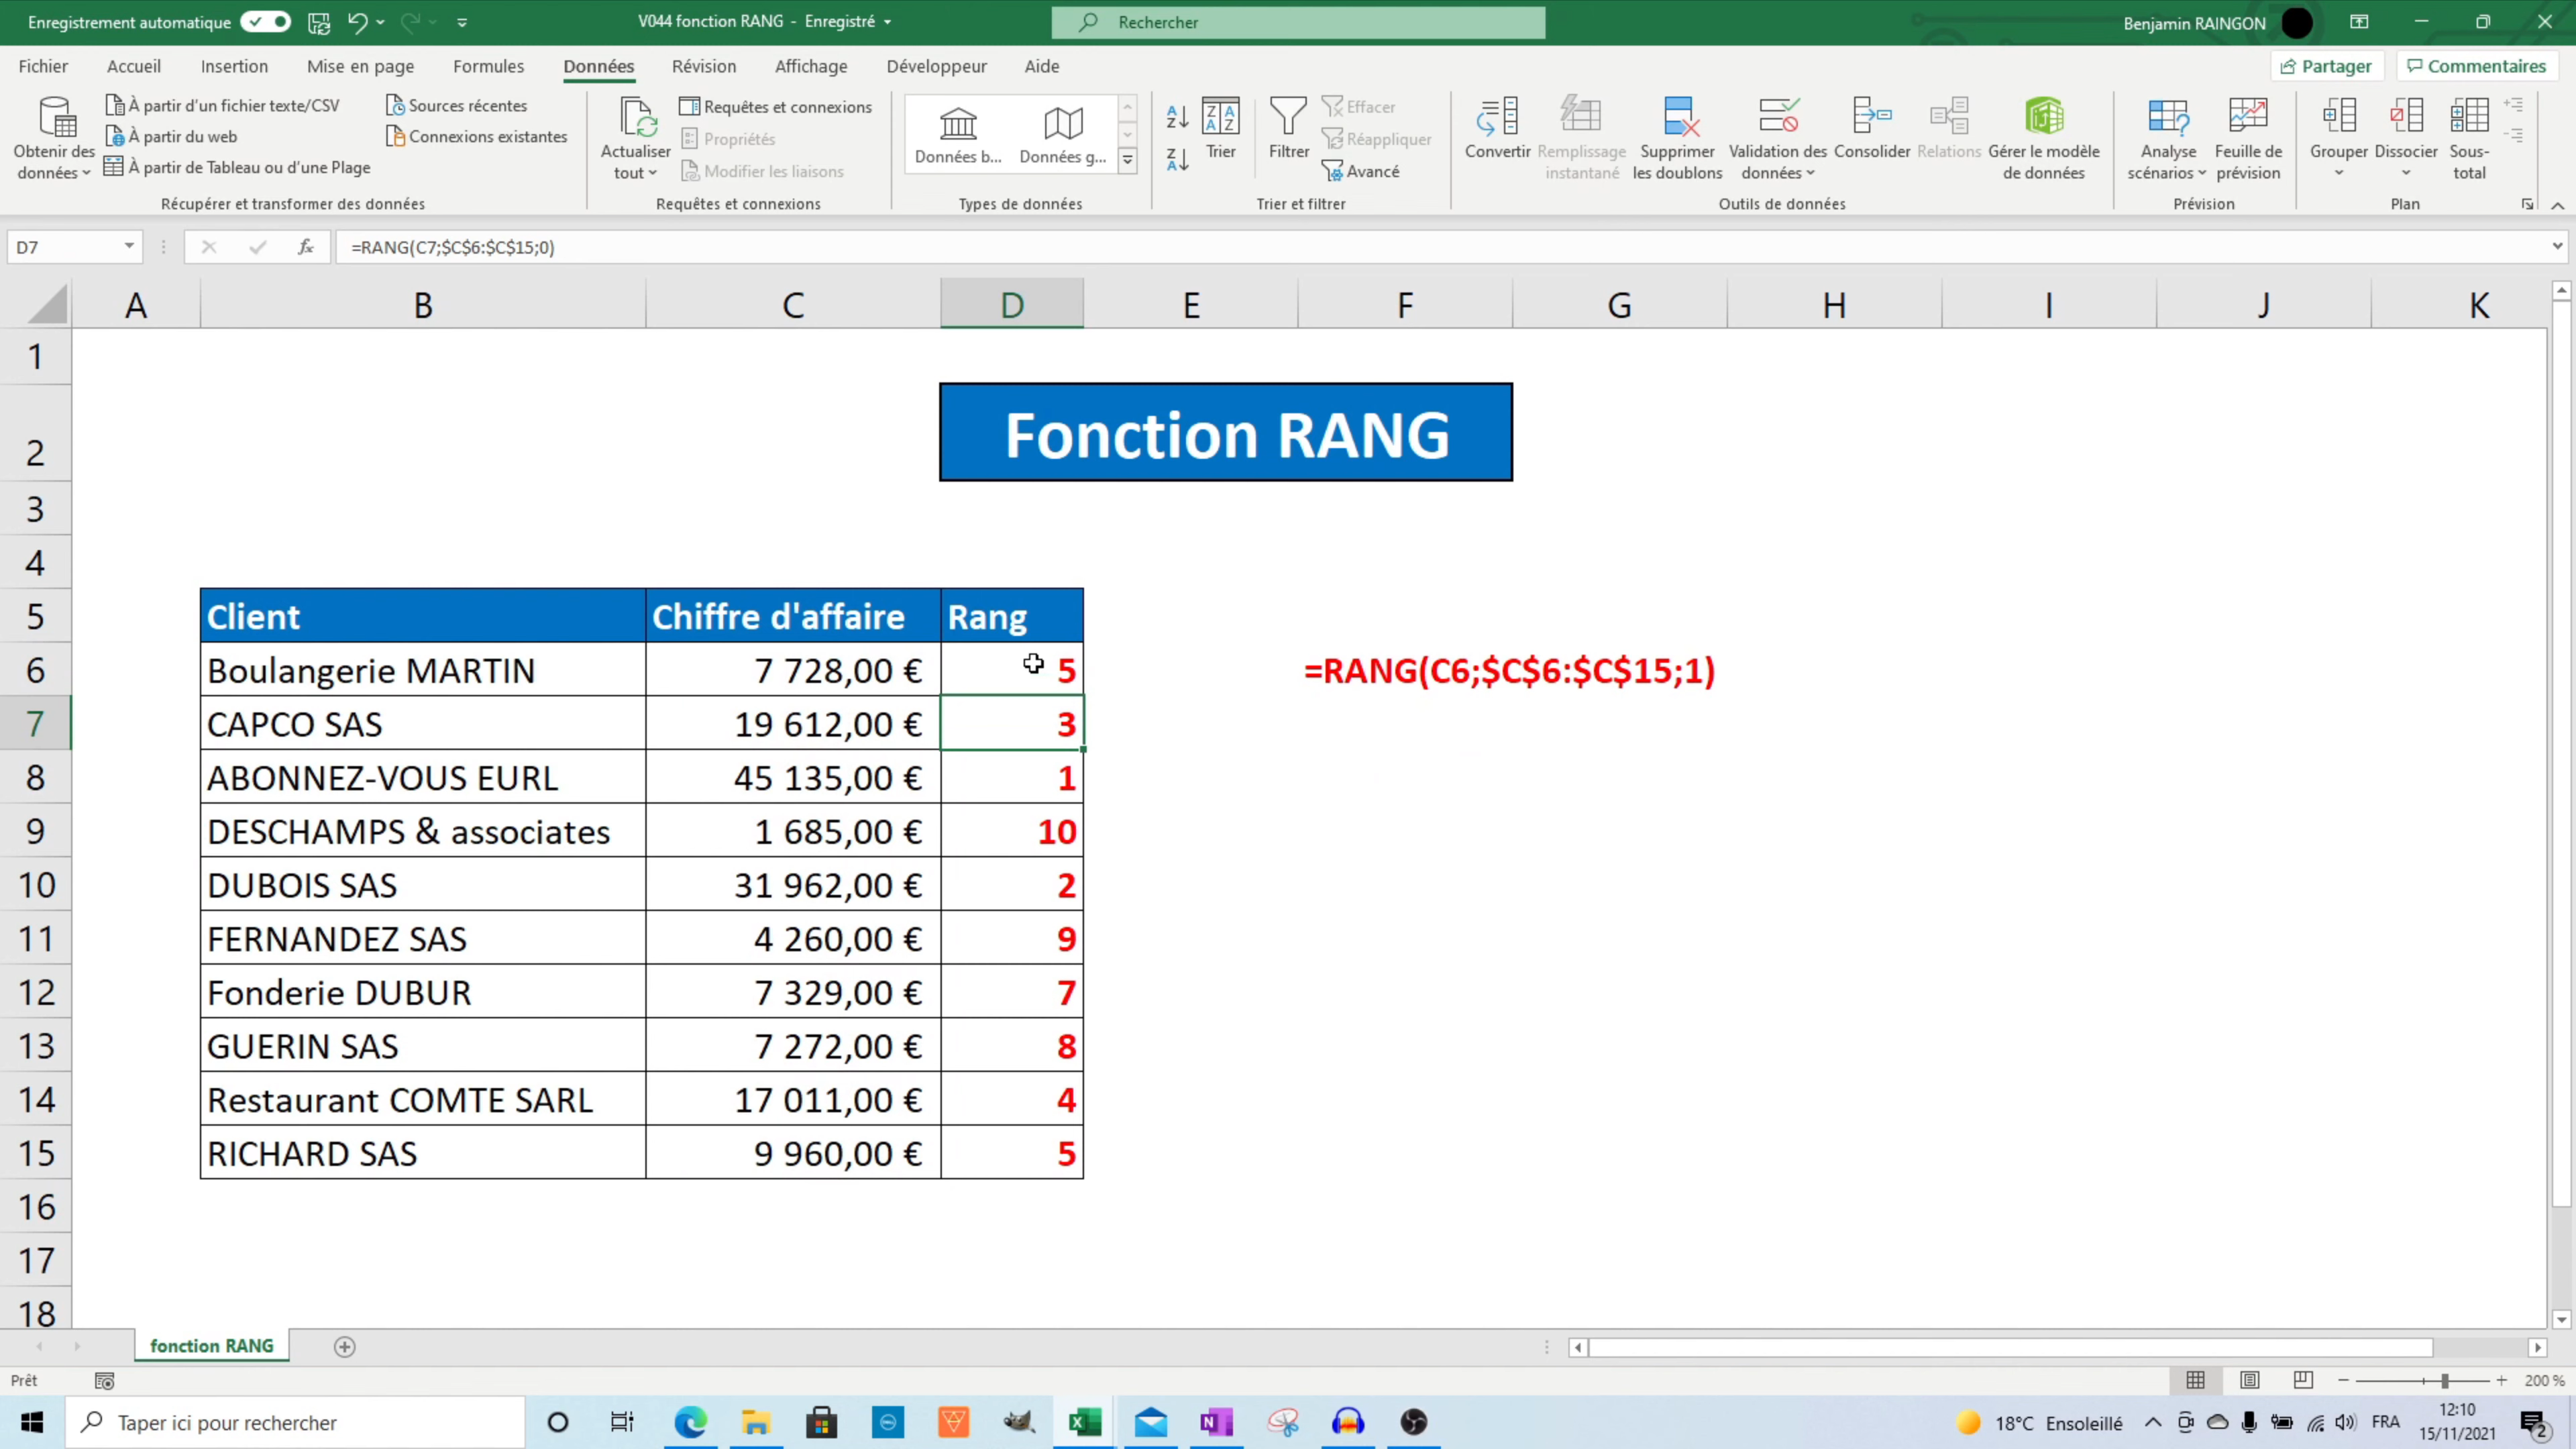 Enregistrement automatique
V044 fonction RANG - Enregistré
Rechercher
Benjamin RAINGON
Fichier Accueil Insertion Mise en page Formules Données Révision Affichage Développeur Aide
Partager Commentaires
Obtenir des données
À partir d'un fichier texte/CSV
À partir du web
À partir de Tableau ou d'une Plage
Sources récentes
Connexions existantes
Récupérer et transformer des données
Actualiser tout
Requêtes et connexions
Propriétés
Modifier les liaisons
Requêtes et connexions
Données b... Données g...
Types de données
Trier
Filtrer
Effacer
Réappliquer
Avancé
Trier et filtrer
Convertir
Remplissage instantané
Supprimer les doublons
Validation des données
Consolider
Relations
Gérer le modèle de données
Outils de données
Analyse scénarios
Feuille de prévision
Prévision
Grouper
Dissocier
Sous-total
Plan
D7 fx =RANG(C7;$C$6:$C$15;0)
A B C D E F G H I J K
1
2 Fonction RANG
3
4
5 Client Chiffre d'affaire Rang
6 Boulangerie MARTIN 7 728,00 € 5 =RANG(C6;$C$6:$C$15;1)
7 CAPCO SAS 19 612,00 € 3
8 ABONNEZ-VOUS EURL 45 135,00 € 1
9 DESCHAMPS & associates 1 685,00 € 10
10 DUBOIS SAS 31 962,00 € 2
11 FERNANDEZ SAS 4 260,00 € 9
12 Fonderie DUBUR 7 329,00 € 7
13 GUERIN SAS 7 272,00 € 8
14 Restaurant COMTE SARL 17 011,00 € 4
15 RICHARD SAS 9 960,00 € 5
16
17
18
fonction RANG
Prêt
200 %
Taper ici pour rechercher
18°C Ensoleillé
FRA
12:10
15/11/2021
2